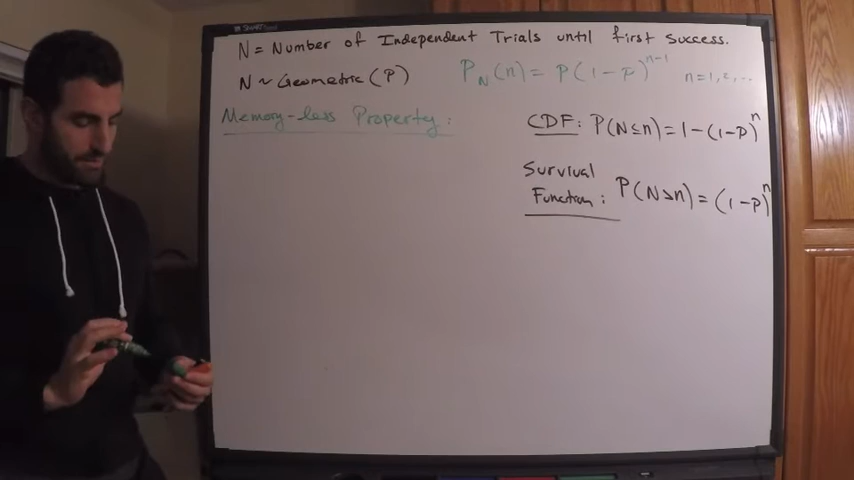 SMART
N = Number of Independent Trials until first success.
N ~ Geometric (P)
P_N(n) = P(1-P)^{n-1} n=1,2,...
Memory-less Property:
CDF: P(N≤n) = 1-(1-P)^n
Survival
Function: P(N>n) = (1-P)^n